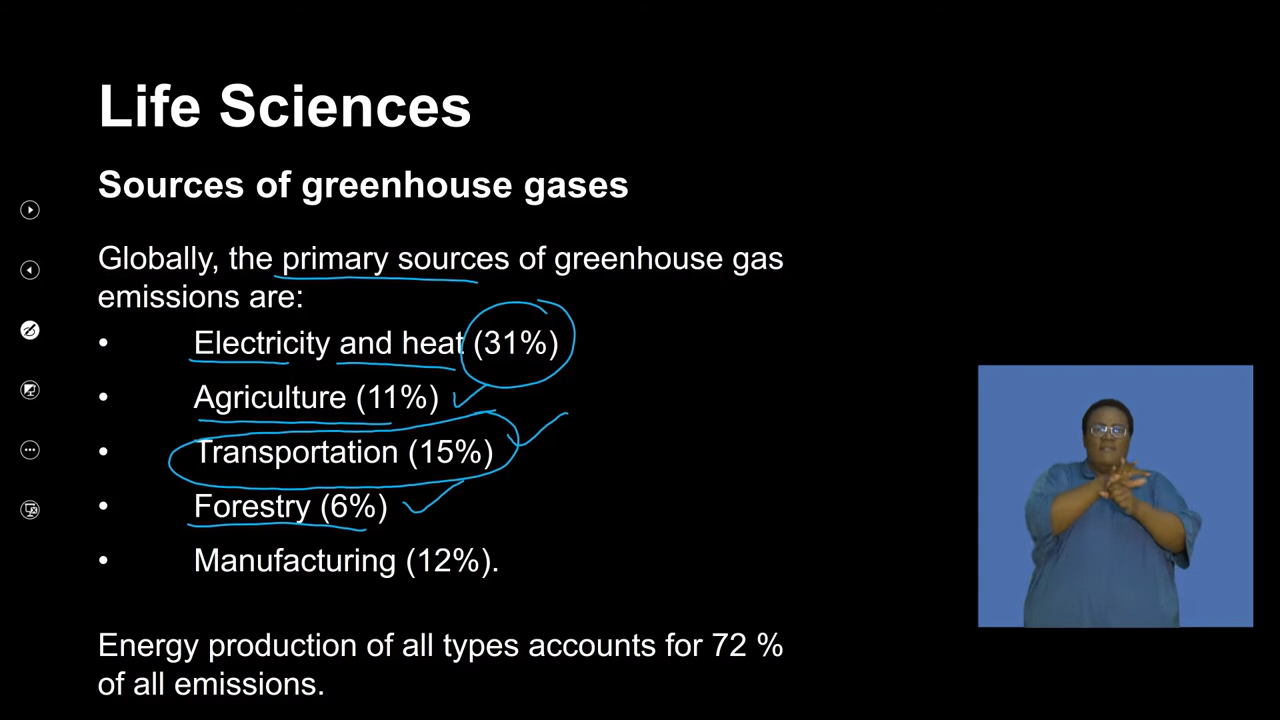 Life Sciences
Sources of greenhouse gases
Globally, the primary sources of greenhouse gas
emissions are:
• Electricity and heat (31%)
• Agriculture (11%)
• Transportation (15%)
• Forestry (6%)
• Manufacturing (12%).
Energy production of all types accounts for 72 %
of all emissions.